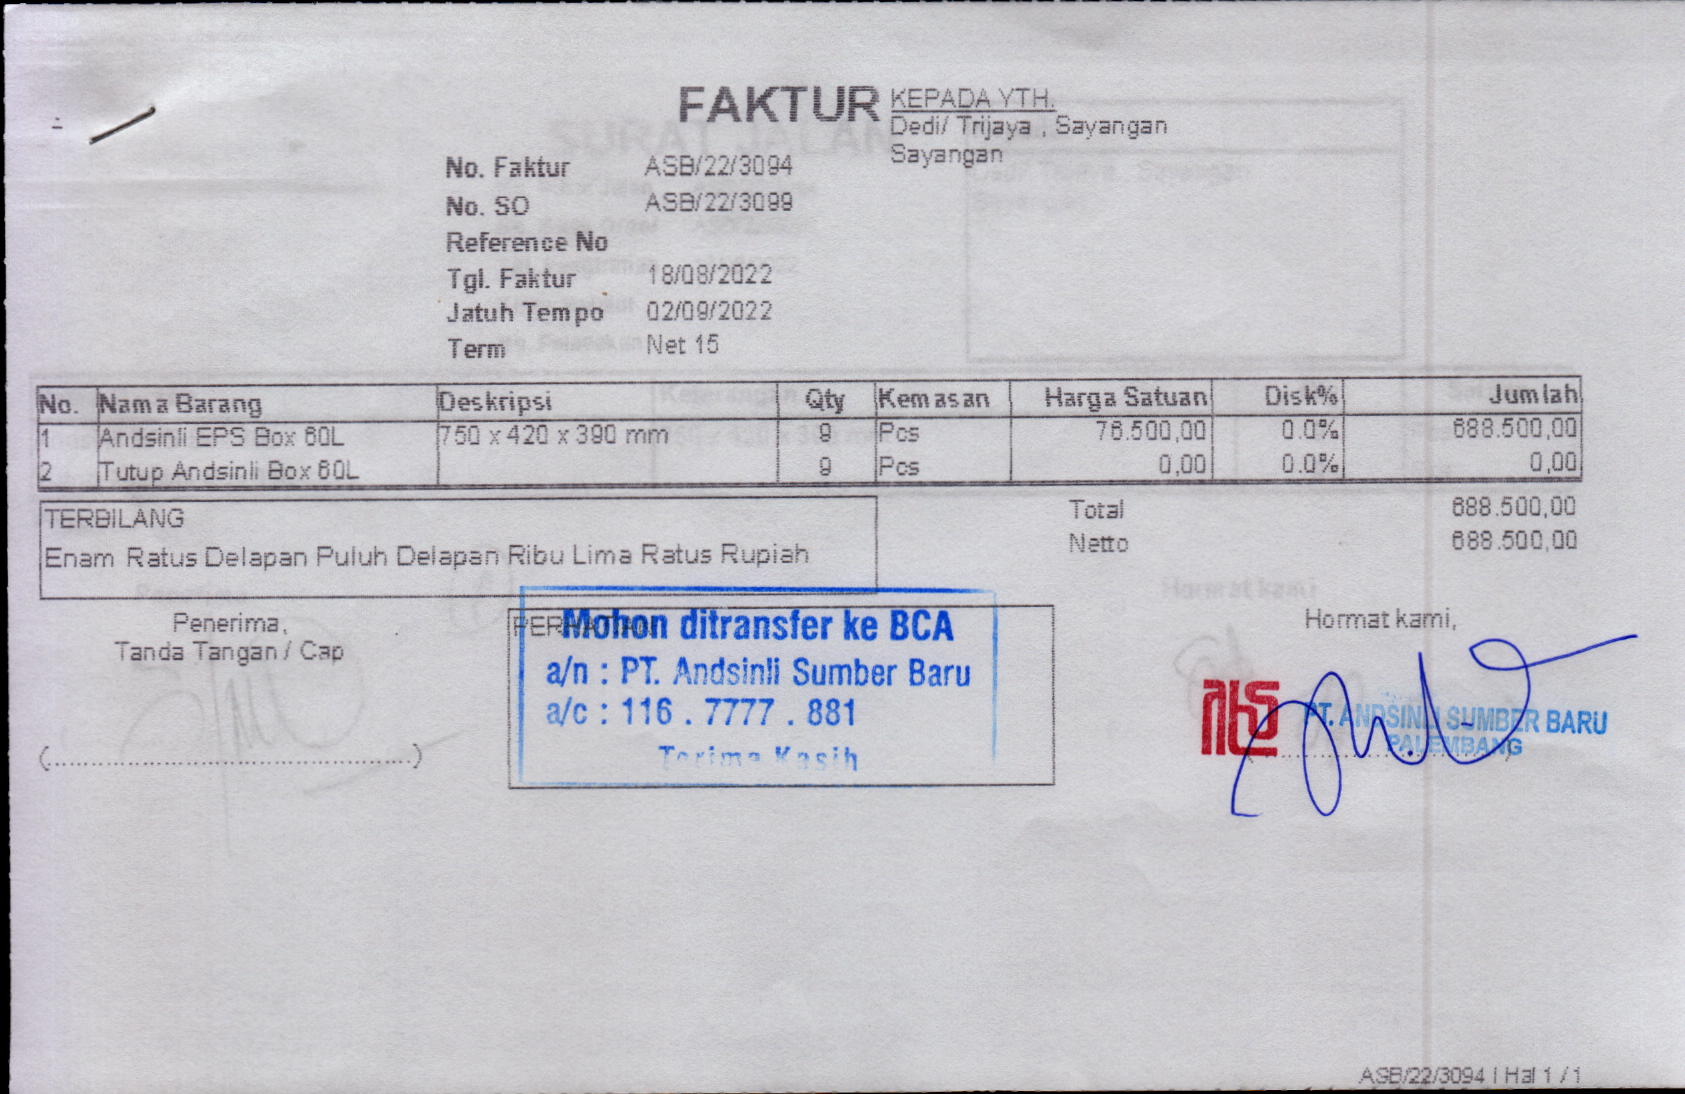 FAKTUR
KEPADA YTH.
Dedi/ Trijaya , Sayangan
Sayangan
No. Faktur ASB/22/3094
No. SO ASB/22/3099
Reference No
Tgl. Faktur 18/08/2022
Jatuh Tempo 02/09/2022
Term Net 15
No. Nama Barang Deskripsi Qty Kemasan Harga Satuan Disk% Jumlah
1 Andsinli EPS Box 60L 750 x 420 x 390 mm 9 Pcs 76.500,00 0.0% 688.500,00
2 Tutup Andsinli Box 60L 9 Pcs 0,00 0.0% 0,00
TERBILANG
Enam Ratus Delapan Puluh Delapan Ribu Lima Ratus Rupiah
Total 688.500,00
Netto 688.500,00
Penerima,
Tanda Tangan / Cap
(...........................................)
PERHATIAN
Mohon ditransfer ke BCA
a/n : PT. Andsinli Sumber Baru
a/c : 116 . 7777 . 881
Terima Kasih
Hormat kami,
PT. ANDSINLI SUMBER BARU
PALEMBANG
ASB/22/3094 | Hal 1 / 1